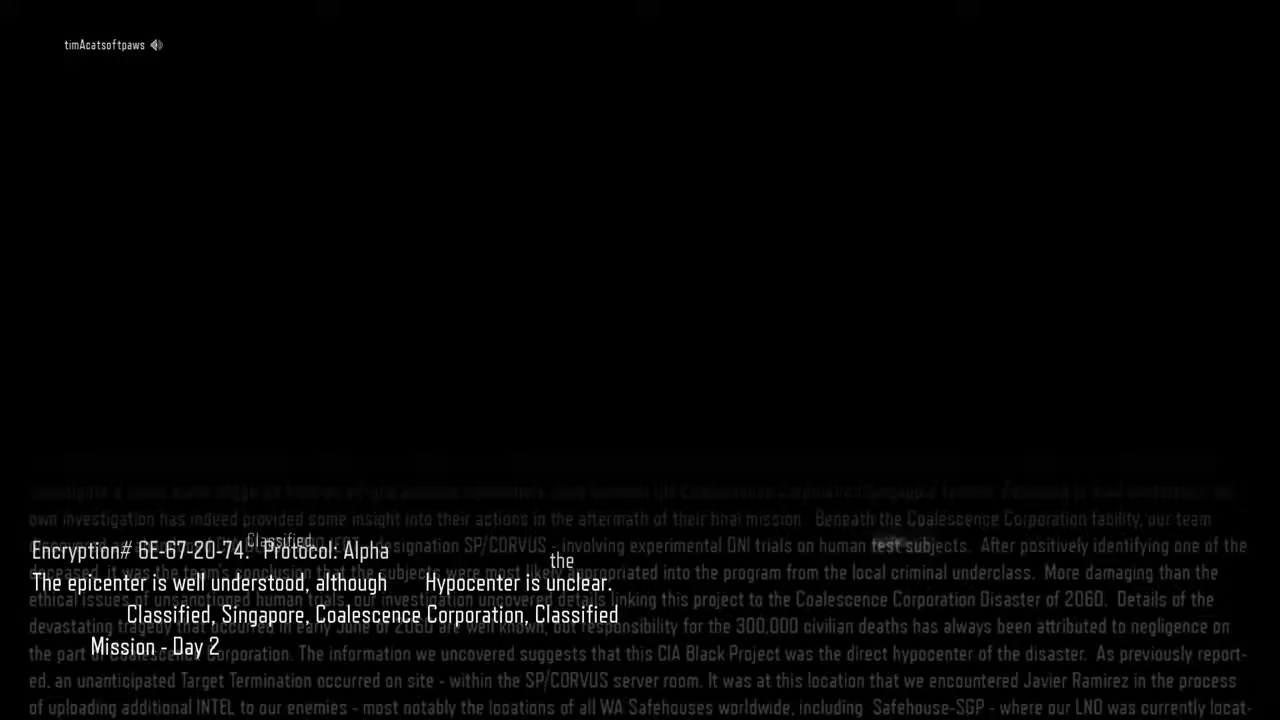 timAcatsoftpaws
own investigation has indeed provided some insight into their actions in the aftermath of their final mission  Beneath the Coalescence Corporation facility, our team
designation SP/CORVUS - involving experimental DNI trials on human test subjects.  After positively identifying one of the
Classified
Encryption# 6E-67-20-74.  Protocol: Alpha
the
deceased, it was the team's conclusion that the subjects were most likely appropriated into the program from the local criminal underclass.  More damaging than the
The epicenter is well understood, although Hypocenter is unclear.
ethical issues of unsanctioned human trials, our investigation uncovered details linking this project to the Coalescence Corporation Disaster of 2060.  Details of the
Classified, Singapore, Coalescence Corporation, Classified
devastating tragedy that occurred in early June of 2060 are well known, but responsibility for the 300,000 civilian deaths has always been attributed to negligence on
Mission - Day 2
the part of Coalescence Corporation. The information we uncovered suggests that this CIA Black Project was the direct hypocenter of the disaster.  As previously report-
ed, an unanticipated Target Termination occurred on site - within the SP/CORVUS server room. It was at this location that we encountered Javier Ramirez in the process
of uploading additional INTEL to our enemies - most notably the locations of all WA Safehouses worldwide, including  Safehouse-SGP - where our LNO was currently locat-